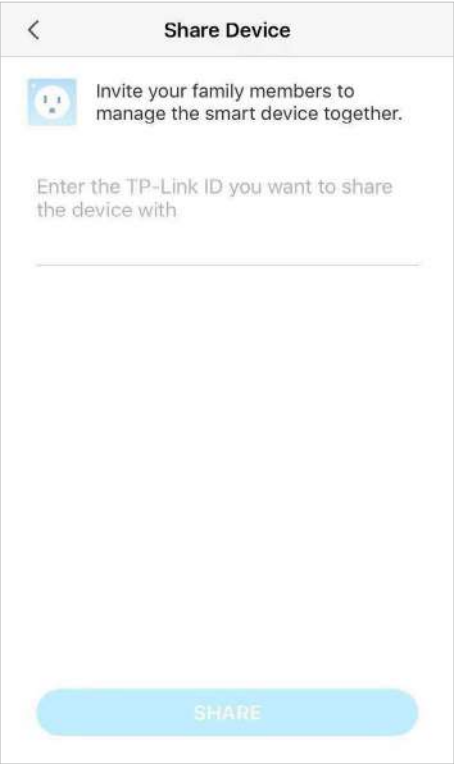 Share Device
Invite your family members to
manage the smart device together.
Enter the TP-Link ID you want to share
the device with
SHARE